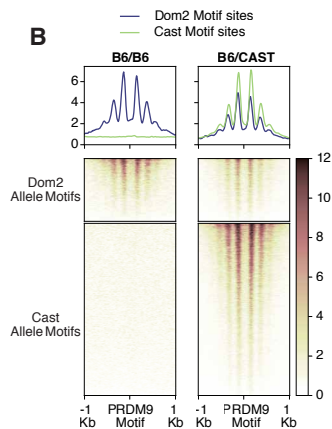 B
Dom2 Motif sites
Cast Motif sites
B6/B6
B6/CAST
6
4
2
0
Dom2
Allele Motifs
Cast
Allele Motifs
12
10
8
6
4
2
0
-1
Kb
PRDM9
Motif
1
Kb
-1
Kb
PRDM9
Motif
1
Kb